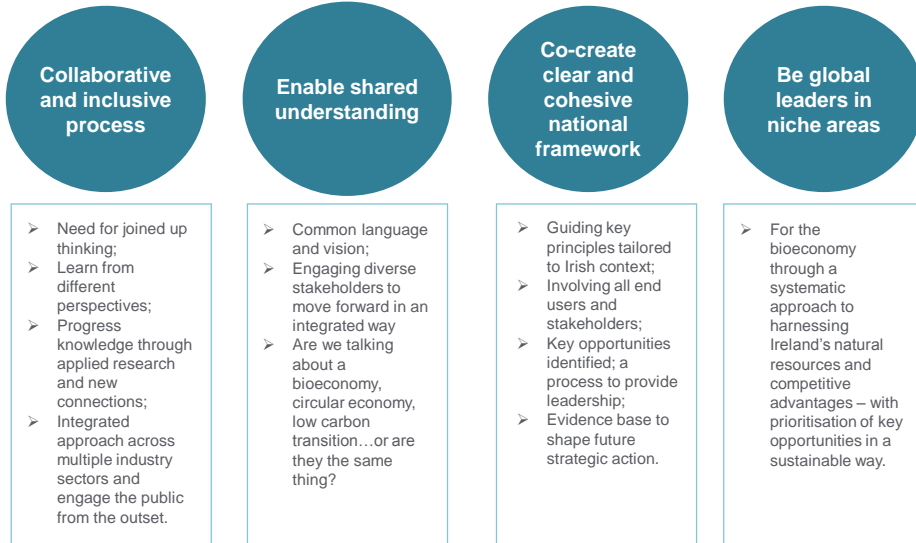 Collaborative
and inclusive
process
Enable shared
understanding
Co-create
clear and
cohesive
national
framework
Be global
leaders in
niche areas
➢ Need for joined up
thinking;
➢ Learn from
different
perspectives;
➢ Progress
knowledge through
applied research
and new
connections;
➢ Integrated
approach across
multiple industry
sectors and
engage the public
from the outset.
➢ Common language
and vision;
➢ Engaging diverse
stakeholders to
move forward in an
integrated way
➢ Are we talking
about a
bioeconomy,
circular economy,
low carbon
transition…or are
they the same
thing?
➢ Guiding key
principles tailored
to Irish context;
➢ Involving all end
users and
stakeholders;
➢ Key opportunities
identified; a
process to provide
leadership;
➢ Evidence base to
shape future
strategic action.
➢ For the
bioeconomy
through a
systematic
approach to
harnessing
Ireland's natural
resources and
competitive
advantages – with
prioritisation of key
opportunities in a
sustainable way.